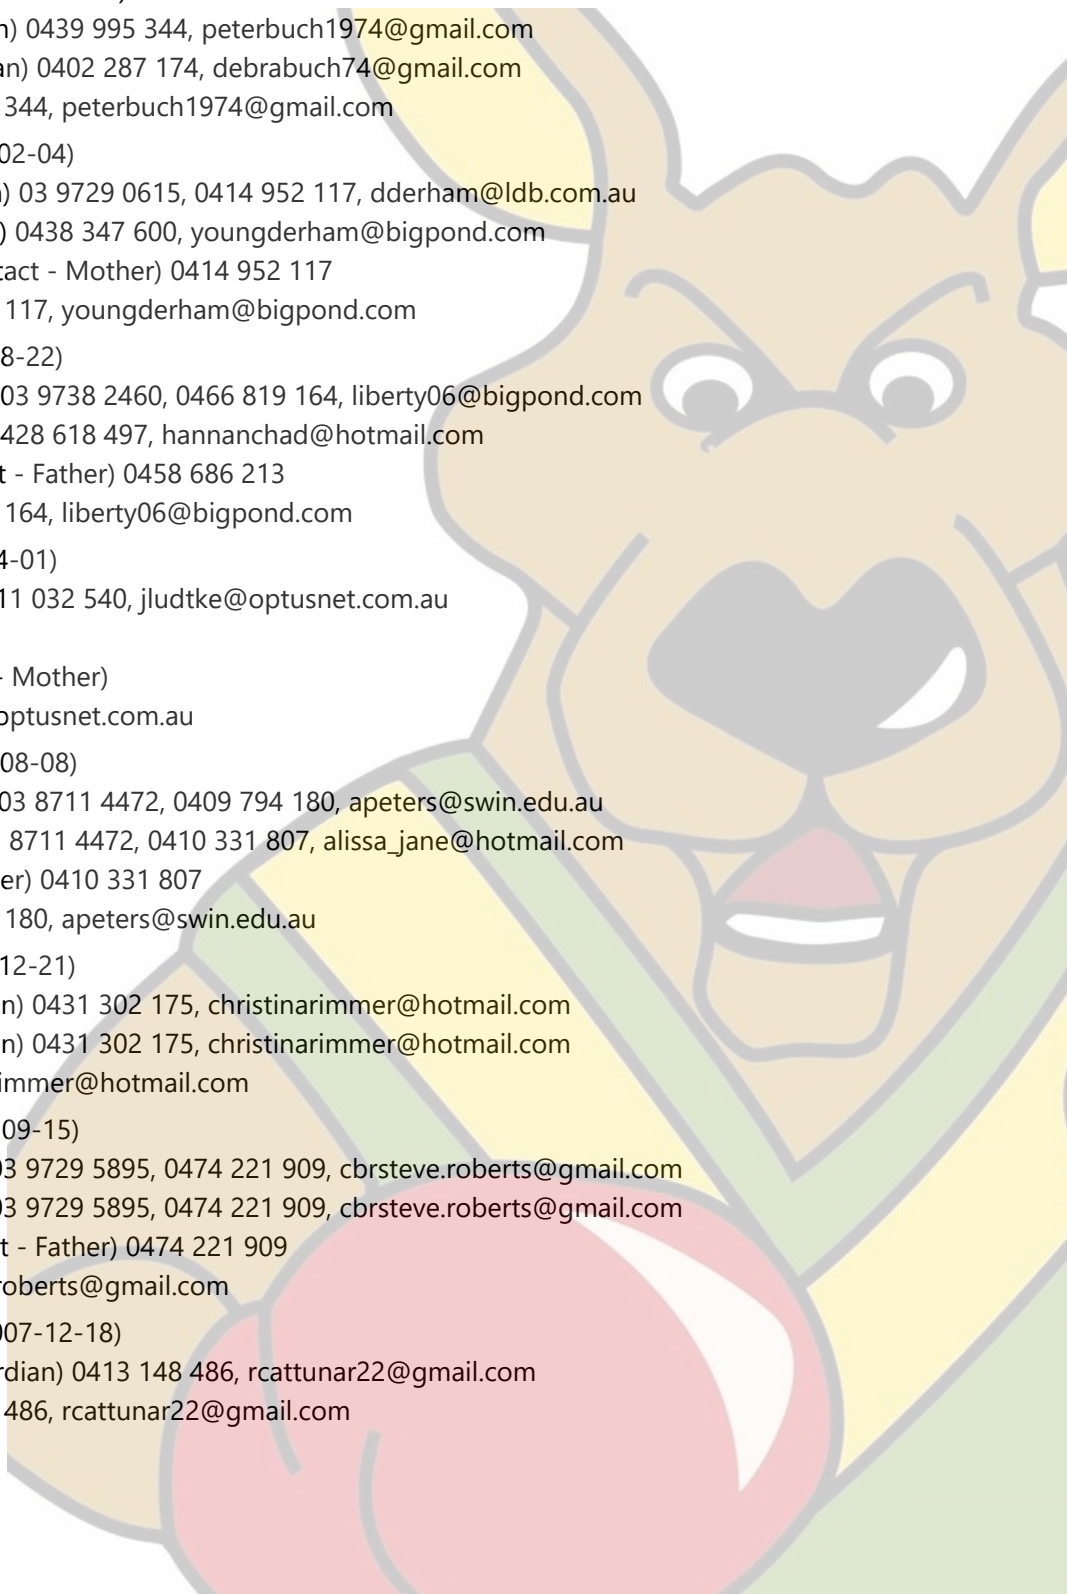 n) 0439 995 344, peterbuch1974@gmail.com
an) 0402 287 174, debrabuch74@gmail.com
344, peterbuch1974@gmail.com
02-04)
) 03 9729 0615, 0414 952 117, dderham@ldb.com.au
) 0438 347 600, youngderham@bigpond.com
tact - Mother) 0414 952 117
117, youngderham@bigpond.com
8-22)
03 9738 2460, 0466 819 164, liberty06@bigpond.com
428 618 497, hannanchad@hotmail.com
t - Father) 0458 686 213
164, liberty06@bigpond.com
4-01)
11 032 540, jludtke@optusnet.com.au
- Mother)
optusnet.com.au
08-08)
03 8711 4472, 0409 794 180, apeters@swin.edu.au
8711 4472, 0410 331 807, alissa_jane@hotmail.com
er) 0410 331 807
180, apeters@swin.edu.au
12-21)
n) 0431 302 175, christinarimmer@hotmail.com
n) 0431 302 175, christinarimmer@hotmail.com
immer@hotmail.com
09-15)
3 9729 5895, 0474 221 909, cbrsteve.roberts@gmail.com
3 9729 5895, 0474 221 909, cbrsteve.roberts@gmail.com
t - Father) 0474 221 909
roberts@gmail.com
007-12-18)
rdian) 0413 148 486, rcattunar22@gmail.com
486, rcattunar22@gmail.com